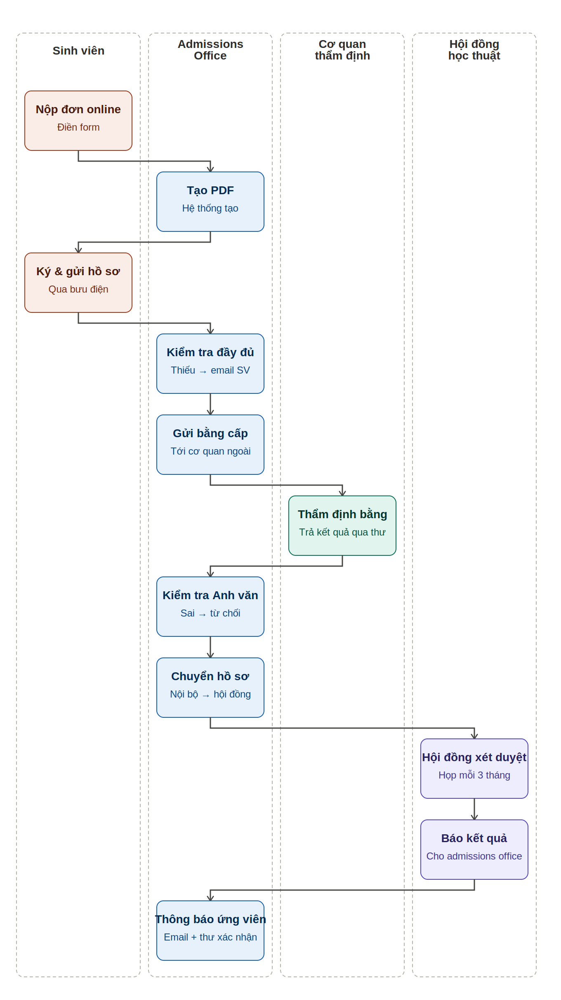 Sinh viên
Admissions
Office
Cơ quan
thẩm định
Hội đồng
học thuật
Nộp đơn online
Điền form
Tạo PDF
Hệ thống tạo
Ký & gửi hồ sơ
Qua bưu điện
Kiểm tra đầy đủ
Thiếu → email SV
Gửi bằng cấp
Tới cơ quan ngoài
Thẩm định bằng
Trả kết quả qua thư
Kiểm tra Anh văn
Sai → từ chối
Chuyển hồ sơ
Nội bộ → hội đồng
Hội đồng xét duyệt
Họp mỗi 3 tháng
Báo kết quả
Cho admissions office
Thông báo ứng viên
Email + thư xác nhận